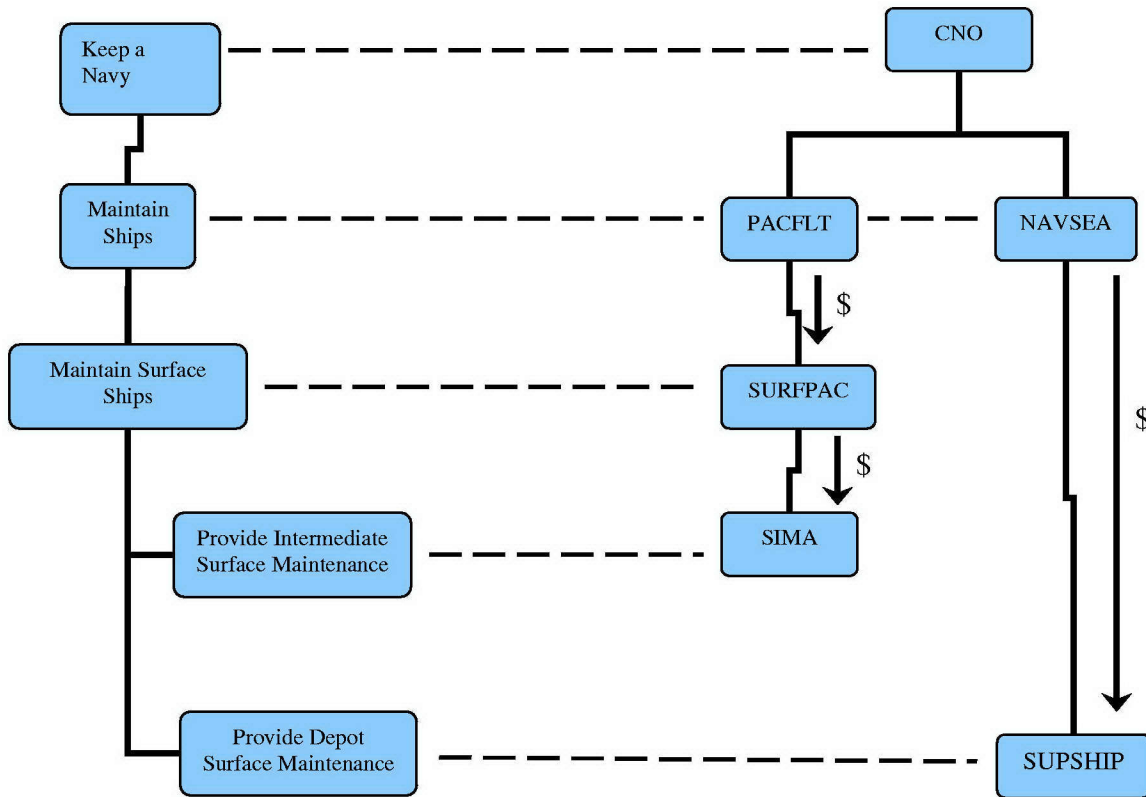 Keep a
Navy
CNO
Maintain
Ships
PACFLT
NAVSEA
$
Maintain Surface
Ships
SURFPAC
$
$
Provide Intermediate
Surface Maintenance
SIMA
Provide Depot
Surface Maintenance
SUPSHIP